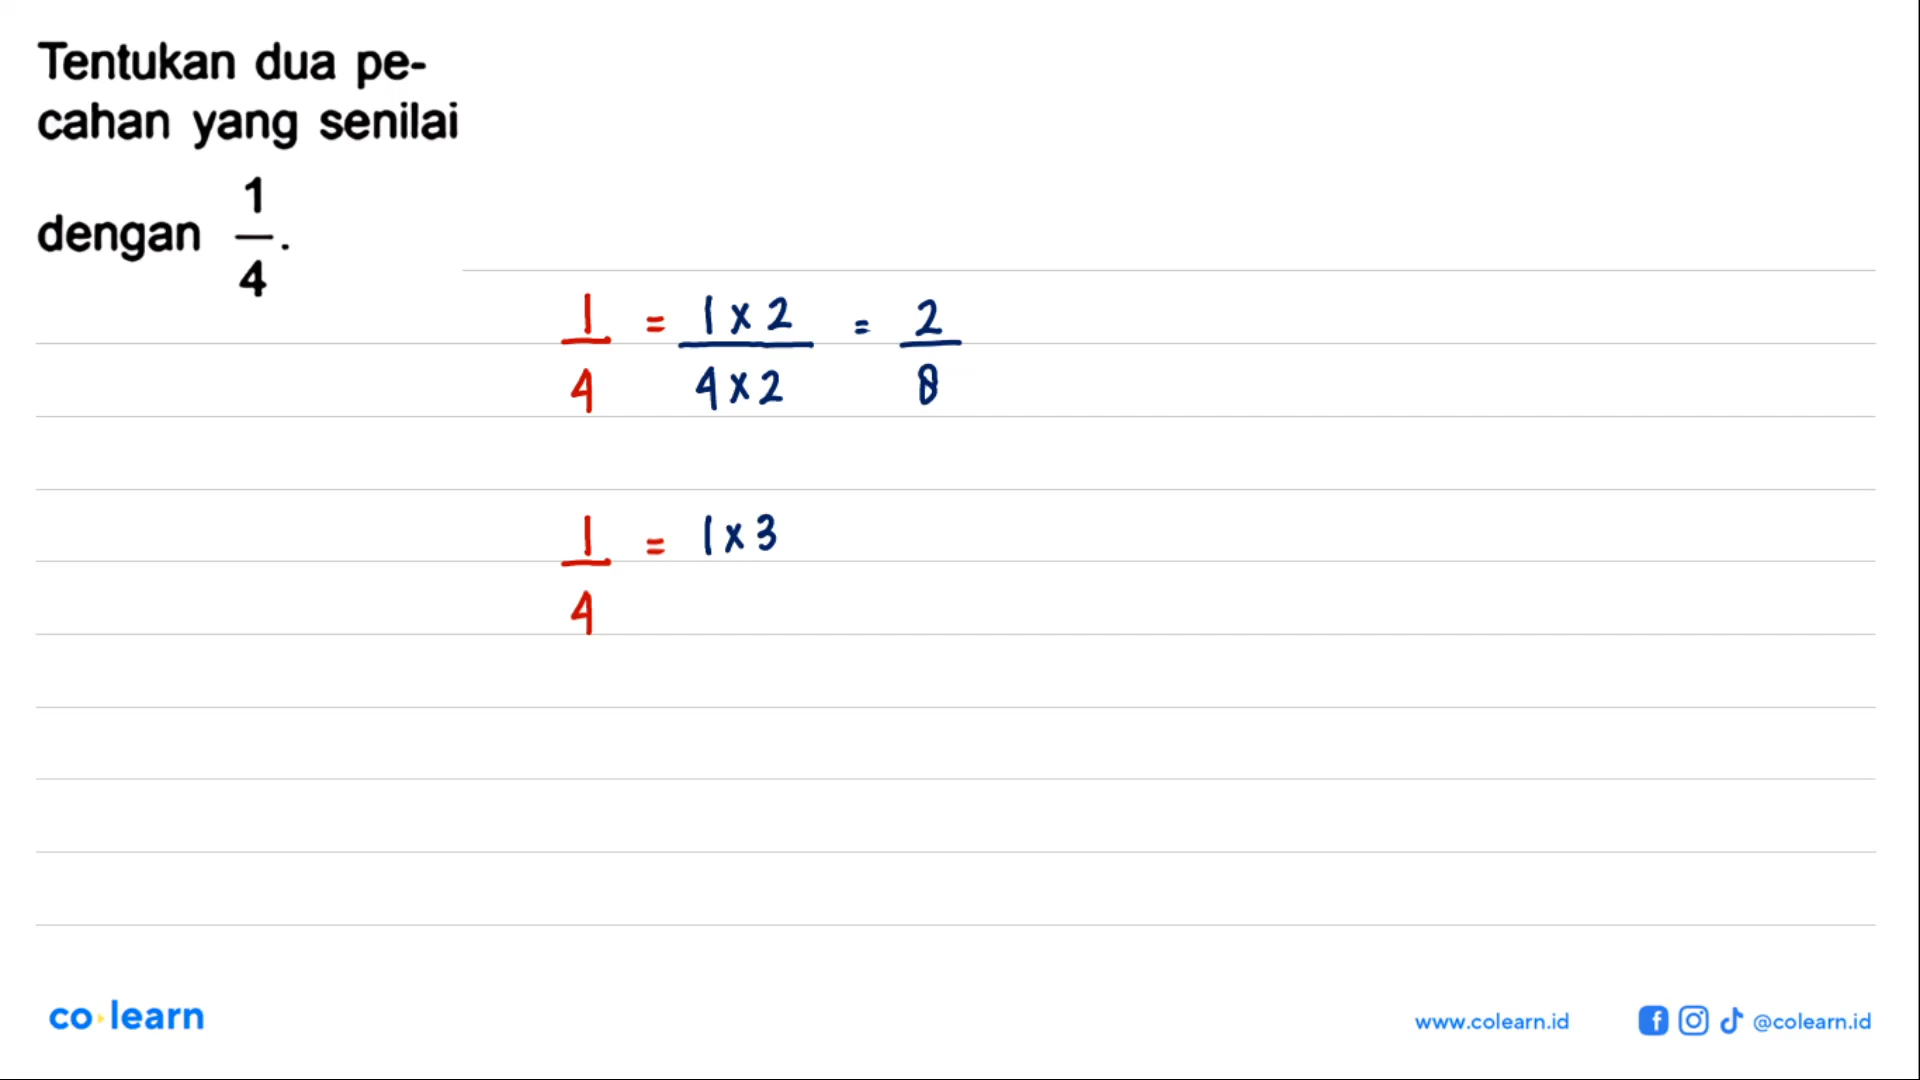 Tentukan dua pe-
cahan yang senilai
dengan 1/4.
1/4 = 1 x 2 / 4 x 2 = 2/8
1/4 = 1 x 3
co learn
www.colearn.id
@colearn.id